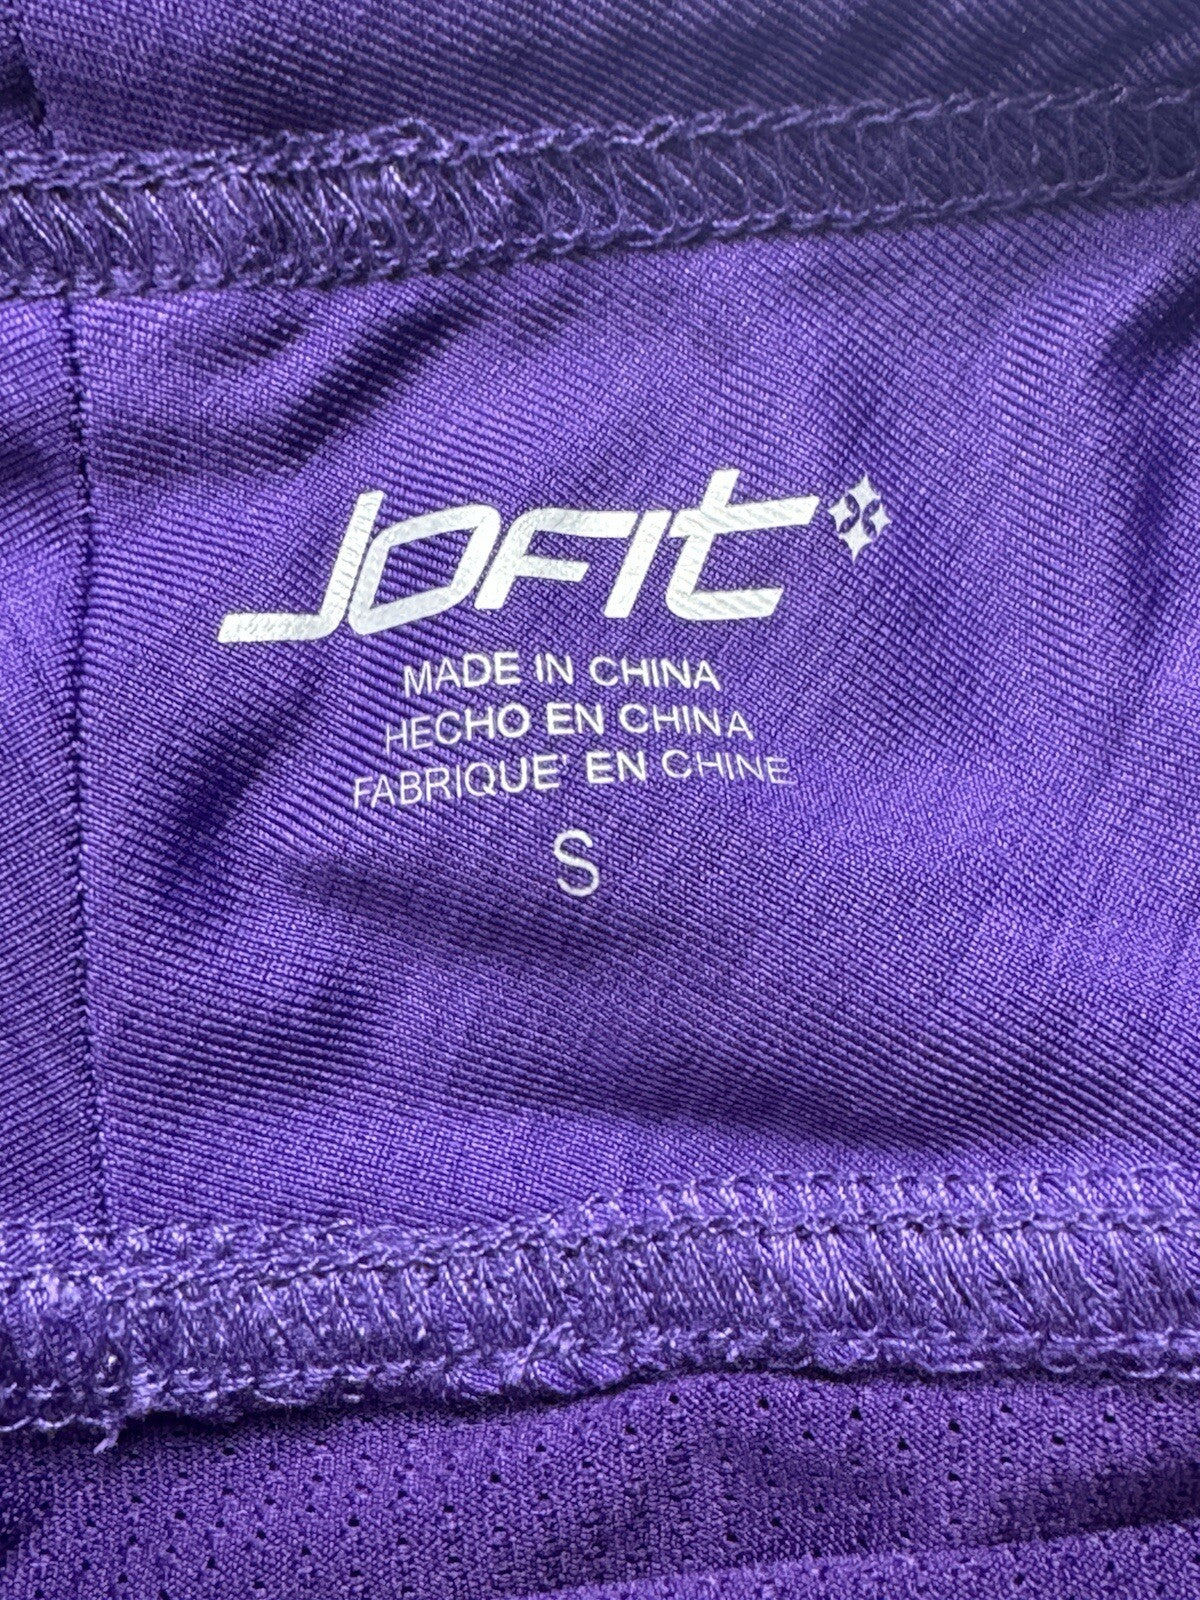 JOFIT
MADE IN CHINA
HECHO EN CHINA
FABRIQUE' EN CHINE
S